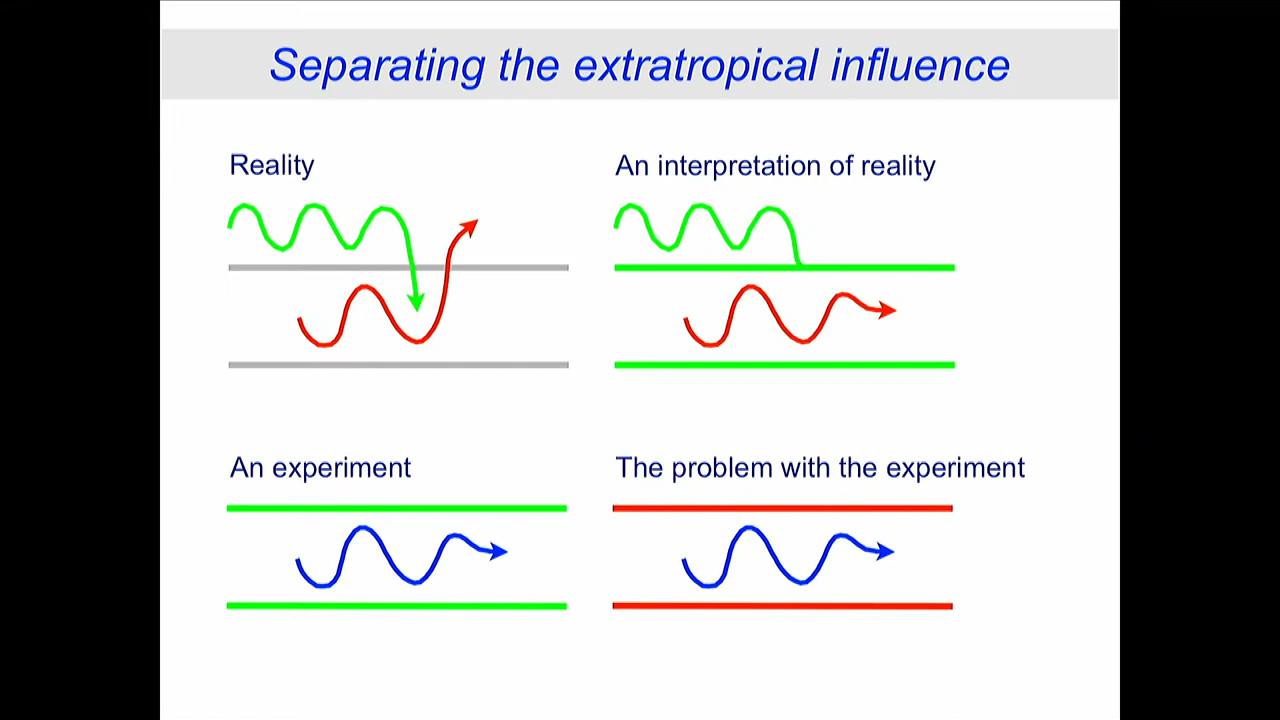 Separating the extratropical influence
Reality
An interpretation of reality
An experiment
The problem with the experiment